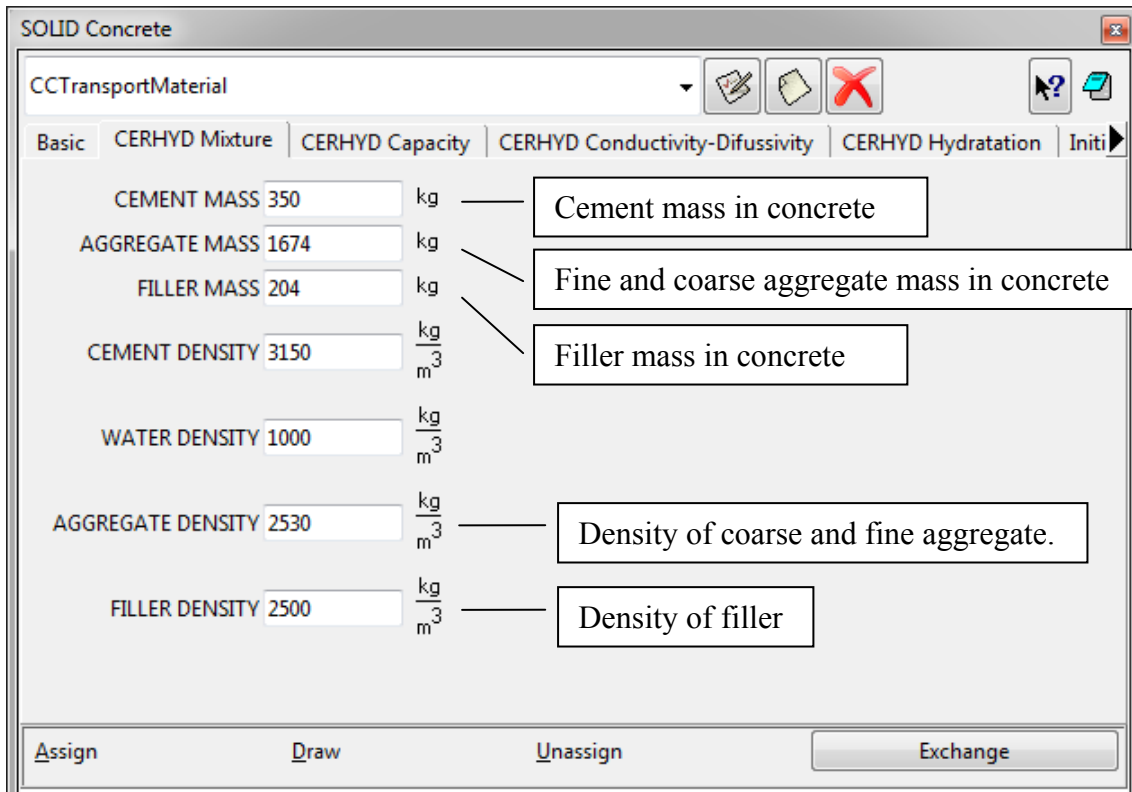 SOLID Concrete
CCTransportMaterial
Basic CERHYD Mixture CERHYD Capacity CERHYD Conductivity-Difussivity CERHYD Hydratation Initi
CEMENT MASS 350 kg Cement mass in concrete
AGGREGATE MASS 1674 kg Fine and coarse aggregate mass in concrete
FILLER MASS 204 kg Filler mass in concrete
CEMENT DENSITY 3150 kg/m³
WATER DENSITY 1000 kg/m³
AGGREGATE DENSITY 2530 kg/m³ Density of coarse and fine aggregate.
FILLER DENSITY 2500 kg/m³ Density of filler
Assign Draw Unassign Exchange